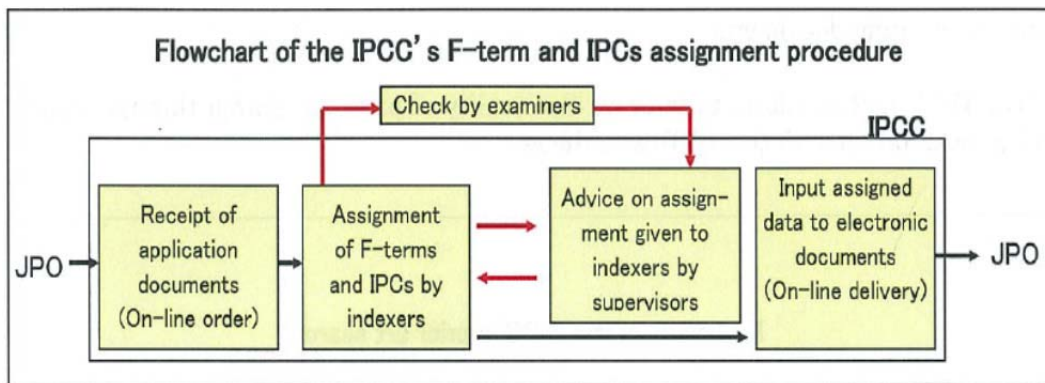 Flowchart of the IPCC's F-term and IPCs assignment procedure
Check by examiners
IPCC
JPO
Receipt of
application
documents
(On-line order)
Assignment
of F-terms
and IPCs by
indexers
Advice on assign-
ment given to
indexers by
supervisors
Input assigned
data to electronic
documents
(On-line delivery)
JPO